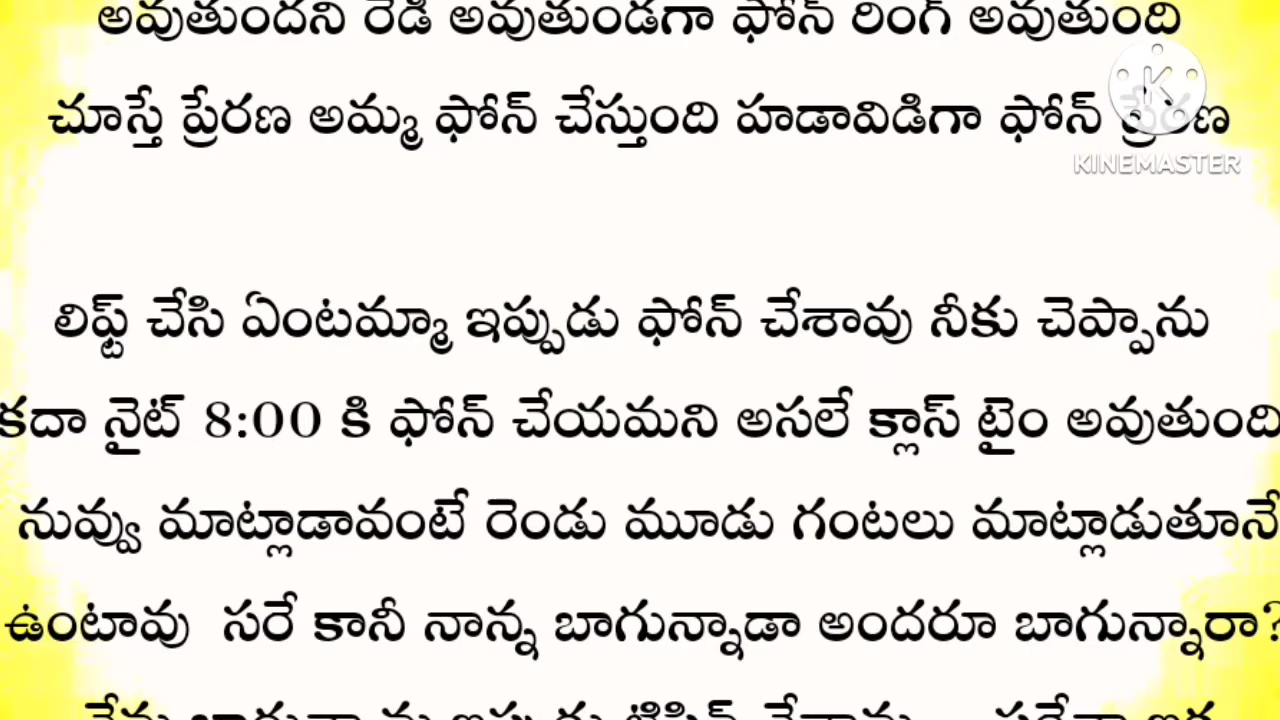 అవుతుందని రెడీ అవుతుండగా ఫోన్ రింగ్ అవుతుంది
చూస్తే ప్రేరణ అమ్మ ఫోన్ చేస్తుంది హడావిడిగా ఫోన్ ప్రేరణ
KINEMASTER
లిఫ్ట్ చేసి ఏంటమ్మా ఇప్పుడు ఫోన్ చేశావు నీకు చెప్పాను
కదా నైట్ 8:00 కి ఫోన్ చేయమని అసలే క్లాస్ టైం అవుతుంది
నువ్వు మాట్లాడావంటే రెండు మూడు గంటలు మాట్లాడుతూనే
ఉంటావు సరే కానీ నాన్న బాగున్నాడా అందరూ బాగున్నారా?